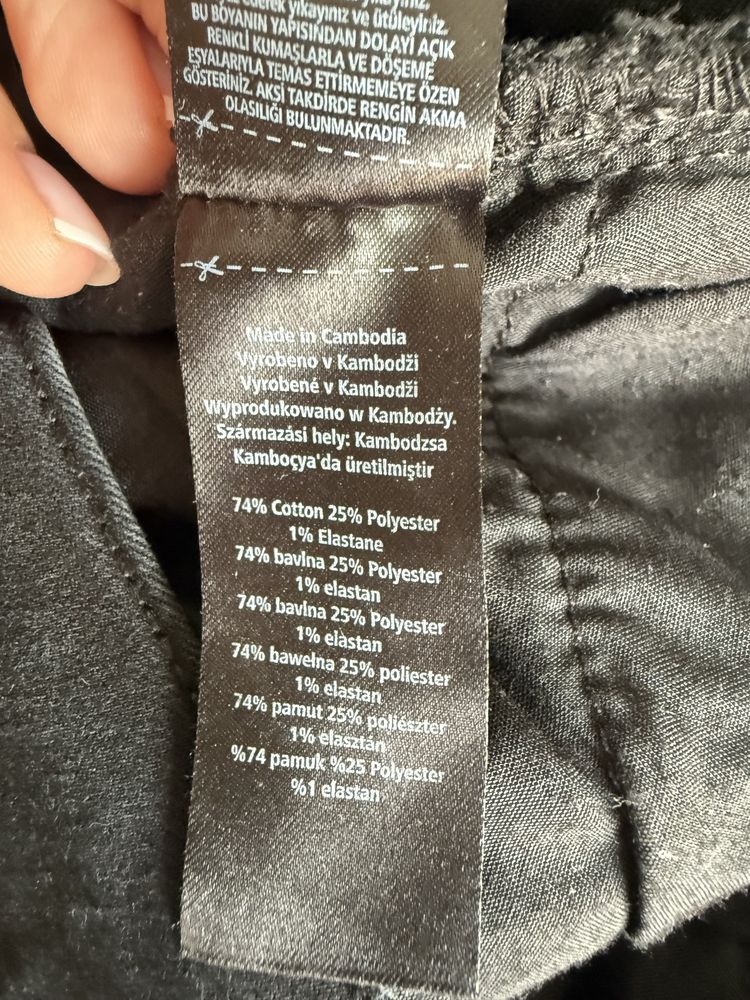 yıkayınız ve ütüleyiniz.
BU BOYANIN YAPISINDAN DOLAYI AÇIK
RENKLİ KUMAŞLARLA VE DÖŞEME
EŞYALARIYLA TEMAS ETTİRMEMEYE ÖZEN
GÖSTERİNİZ. AKSİ TAKDİRDE RENGİN AKMA
OLASILIĞI BULUNMAKTADIR.
Made in Cambodia
Vyrobeno v Kambodži
Vyrobené v Kambodži
Wyprodukowano w Kambodży.
Származási hely: Kambodzsa
Kamboçya'da üretilmiştir
74% Cotton 25% Polyester
1% Elastane
74% bavlna 25% Polyester
1% elastan
74% bavlna 25% Polyester
1% elastan
74% bawełna 25% poliester
1% elastan
74% pamut 25% poliészter
1% elasztán
%74 pamuk %25 Polyester
%1 elastan